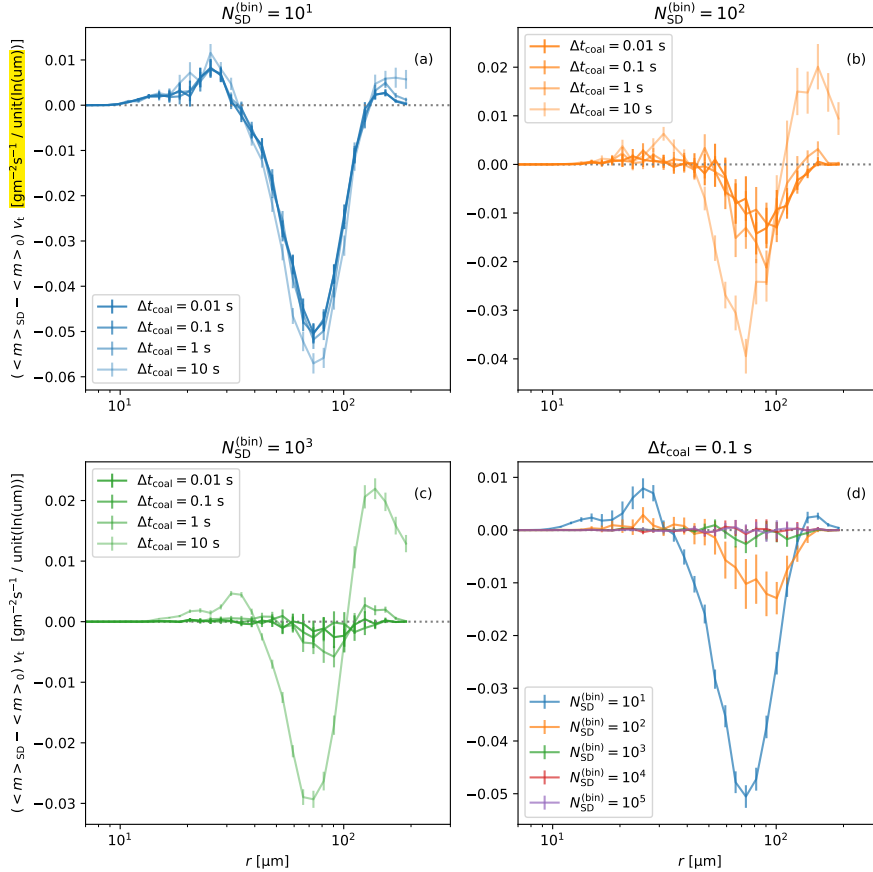 N_SD^(bin) = 10^1
(<m>_SD − <m>_0) v_t [gm^−2s^−1 / unit(ln(um))]
0.01
0.00
−0.01
−0.02
−0.03
−0.04
−0.05
−0.06
(a)
Δt_coal = 0.01 s
Δt_coal = 0.1 s
Δt_coal = 1 s
Δt_coal = 10 s
10^1
10^2
N_SD^(bin) = 10^2
0.02
0.01
0.00
−0.01
−0.02
−0.03
−0.04
(b)
Δt_coal = 0.01 s
Δt_coal = 0.1 s
Δt_coal = 1 s
Δt_coal = 10 s
10^1
10^2
N_SD^(bin) = 10^3
(<m>_SD − <m>_0) v_t [gm^−2s^−1 / unit(ln(um))]
0.02
0.01
0.00
−0.01
−0.02
−0.03
(c)
Δt_coal = 0.01 s
Δt_coal = 0.1 s
Δt_coal = 1 s
Δt_coal = 10 s
10^1
10^2
r [µm]
Δt_coal = 0.1 s
0.01
0.00
−0.01
−0.02
−0.03
−0.04
−0.05
(d)
N_SD^(bin) = 10^1
N_SD^(bin) = 10^2
N_SD^(bin) = 10^3
N_SD^(bin) = 10^4
N_SD^(bin) = 10^5
10^1
10^2
r [µm]